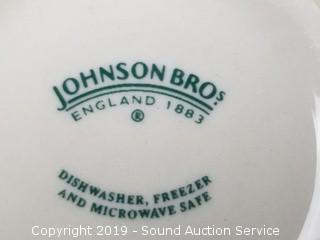 JOHNSON BROS
ENGLAND 1883
®
DISHWASHER, FREEZER
AND MICROWAVE SAFE
Copyright 2019 - Sound Auction Service